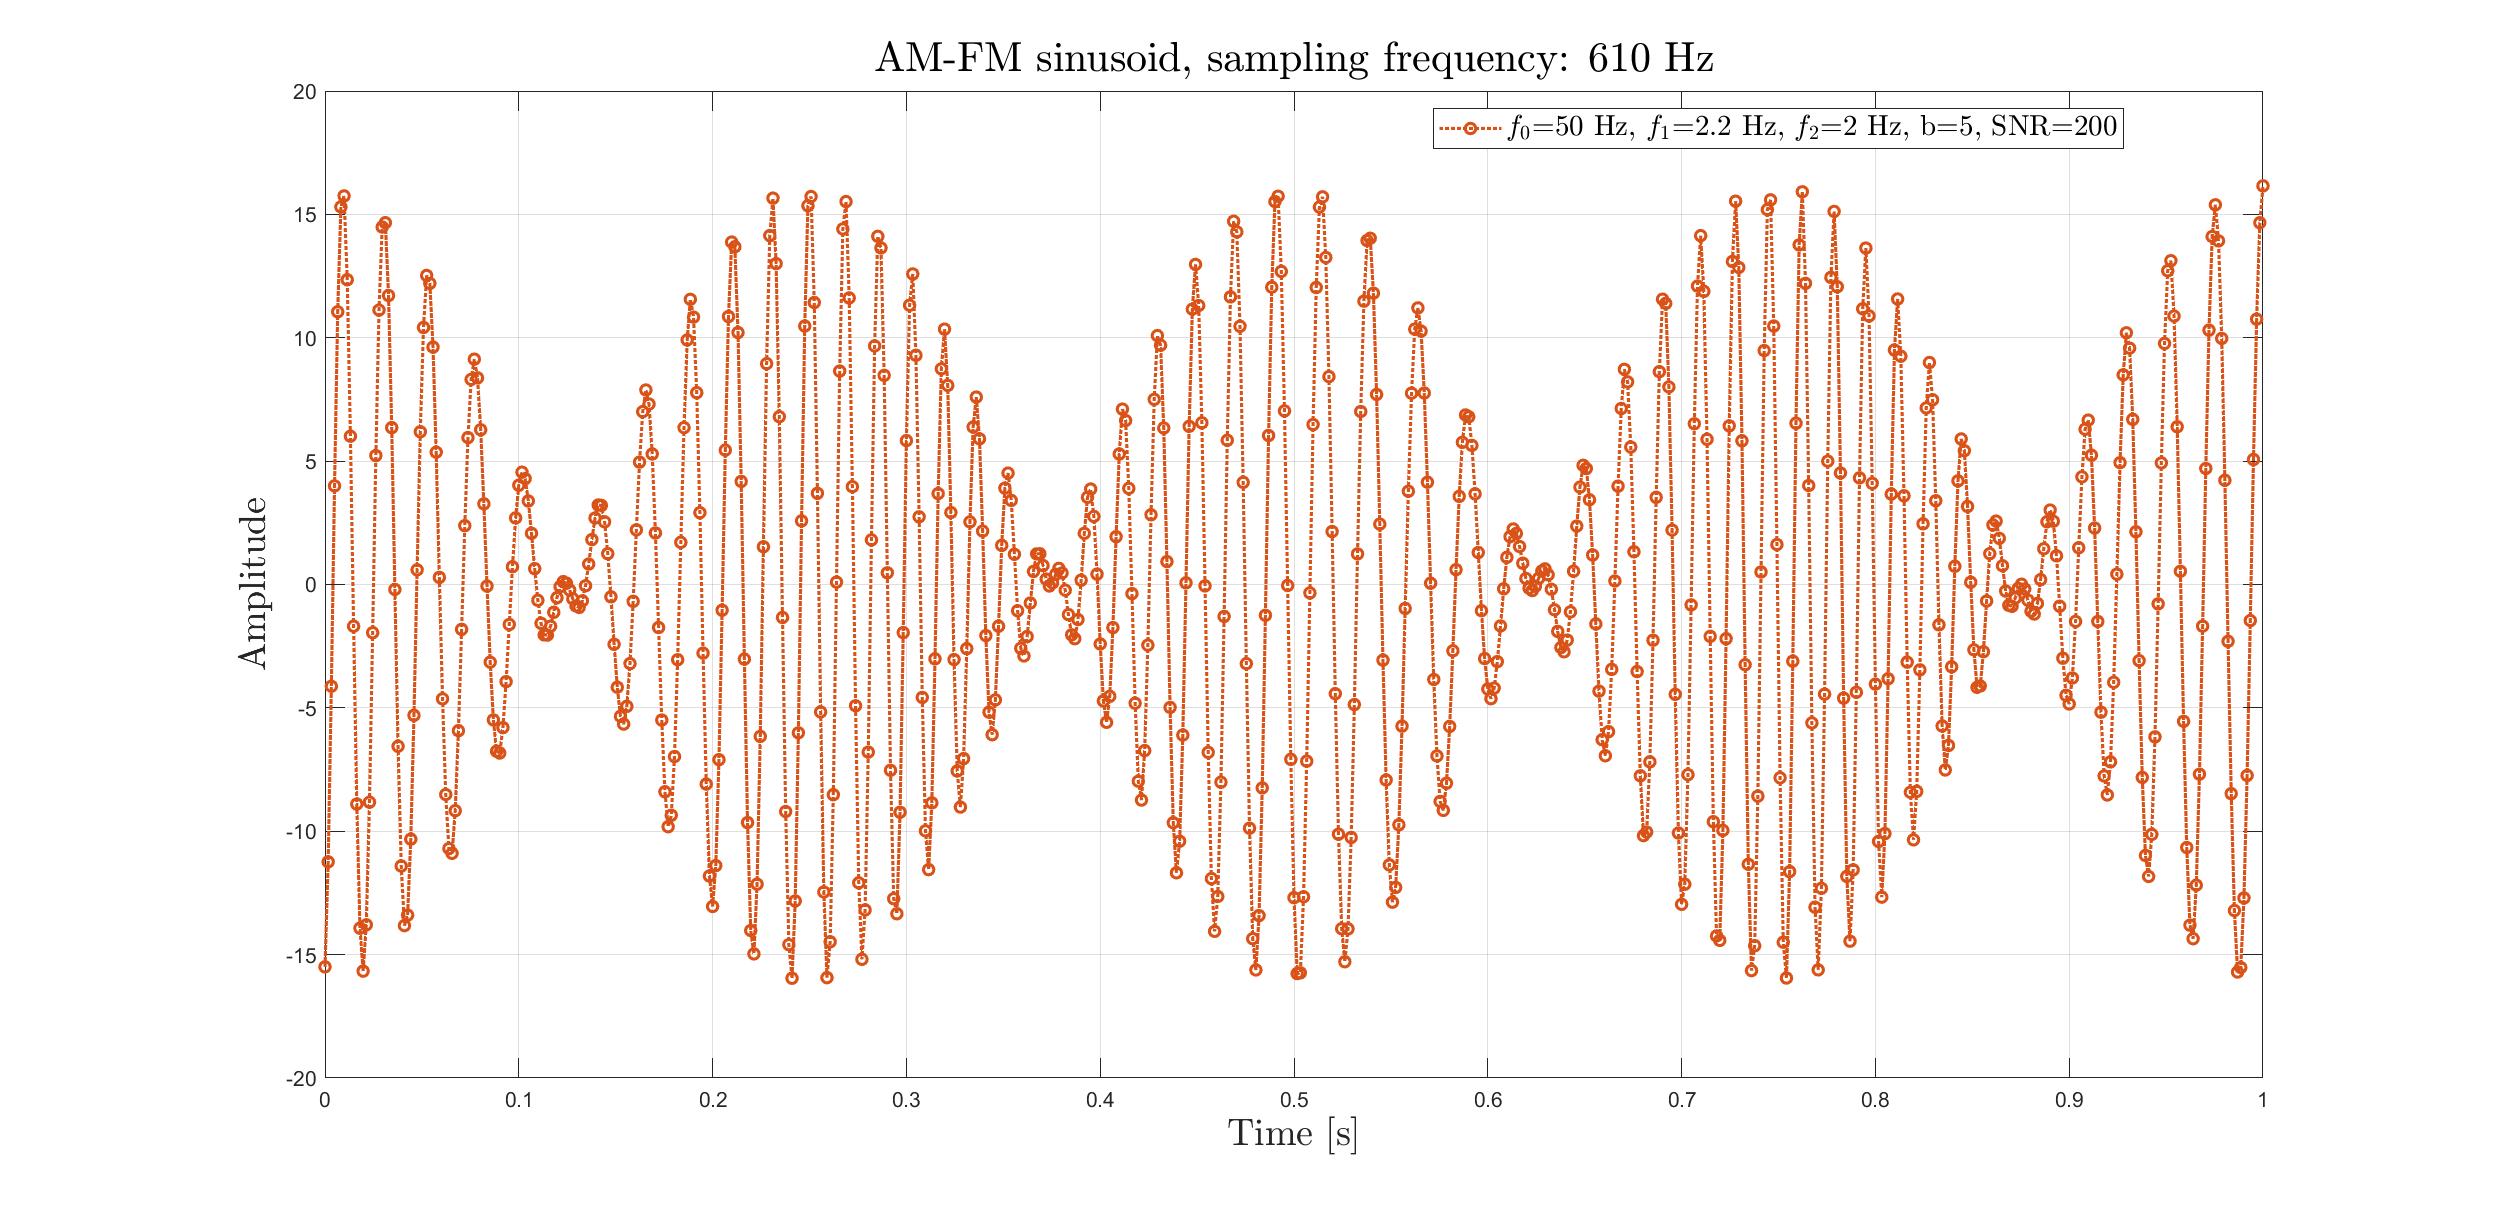 AM-FM sinusoid, sampling frequency: 610 Hz
f0=50 Hz, f1=2.2 Hz, f2=2 Hz, b=5, SNR=200
20
15
10
5
0
-5
-10
-15
-20
Amplitude
0 0.1 0.2 0.3 0.4 0.5 0.6 0.7 0.8 0.9 1
Time [s]